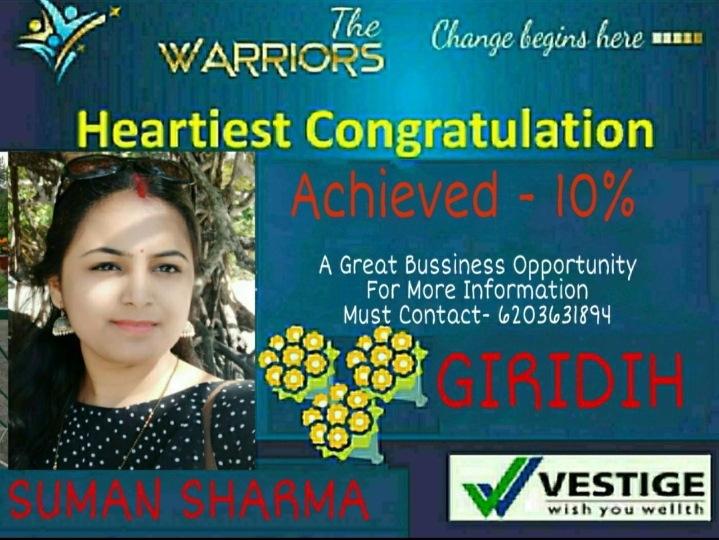 The
WARRIORS
Change begins here
Heartiest Congratulation
Achieved - 10%
A Great Bussiness Opportunity
For More Information
Must Contact- 6203631894
GIRIDIH
SUMAN SHARMA
VESTIGE
wish you wellth